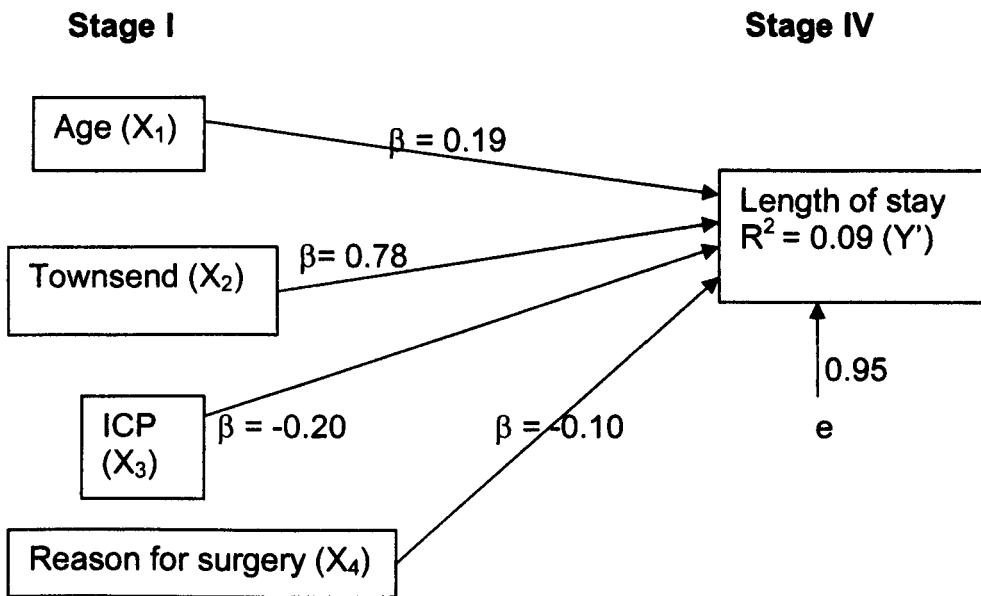 Stage I
Stage IV
Age (X₁)
β = 0.19
Length of stay
R² = 0.09 (Y')
Townsend (X₂)
β= 0.78
ICP
(X₃)
β = -0.20
β = -0.10
0.95
e
Reason for surgery (X₄)